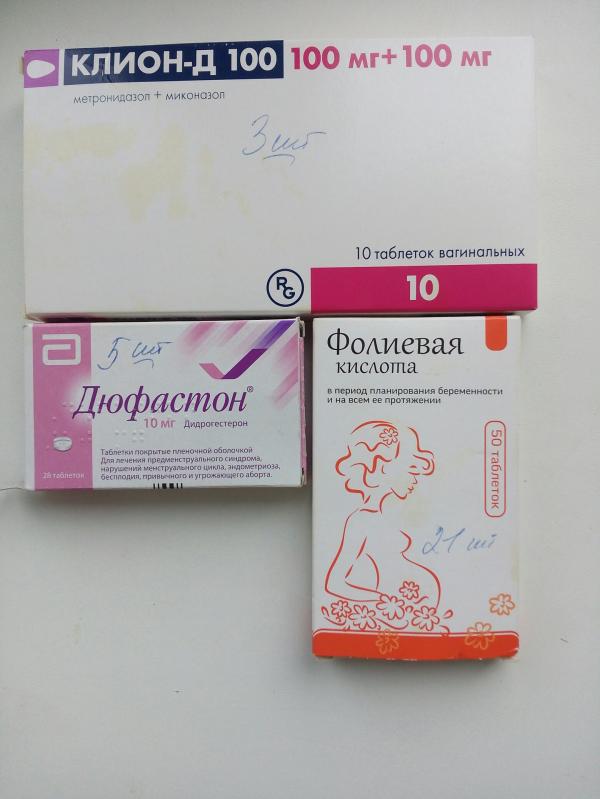 КЛИОН-Д 100 100 мг+100 мг
метронидазол + миконазол
3 шт
10 таблеток вагинальных
RG
10
5 шт
Дюфастон®
10 мг Дидрогестерон
Таблетки покрытые пленочной оболочкой
Для лечения предменструального синдрома,
нарушений менструального цикла, эндометриоза,
бесплодия, привычного и угрожающего аборта.
28 таблеток
Фолиевая
кислота
в период планирования беременности
и на всем ее протяжении
50 таблеток
21 шт